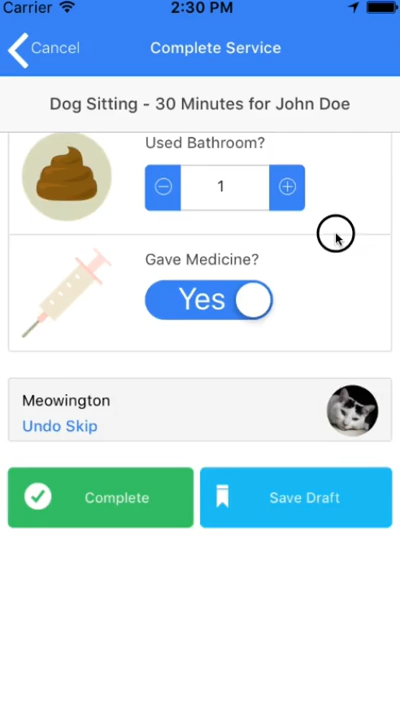 Carrier 2:30 PM
Cancel Complete Service
Dog Sitting - 30 Minutes for John Doe
Used Bathroom?
1
Gave Medicine?
Yes
Meowington
Undo Skip
Complete Save Draft